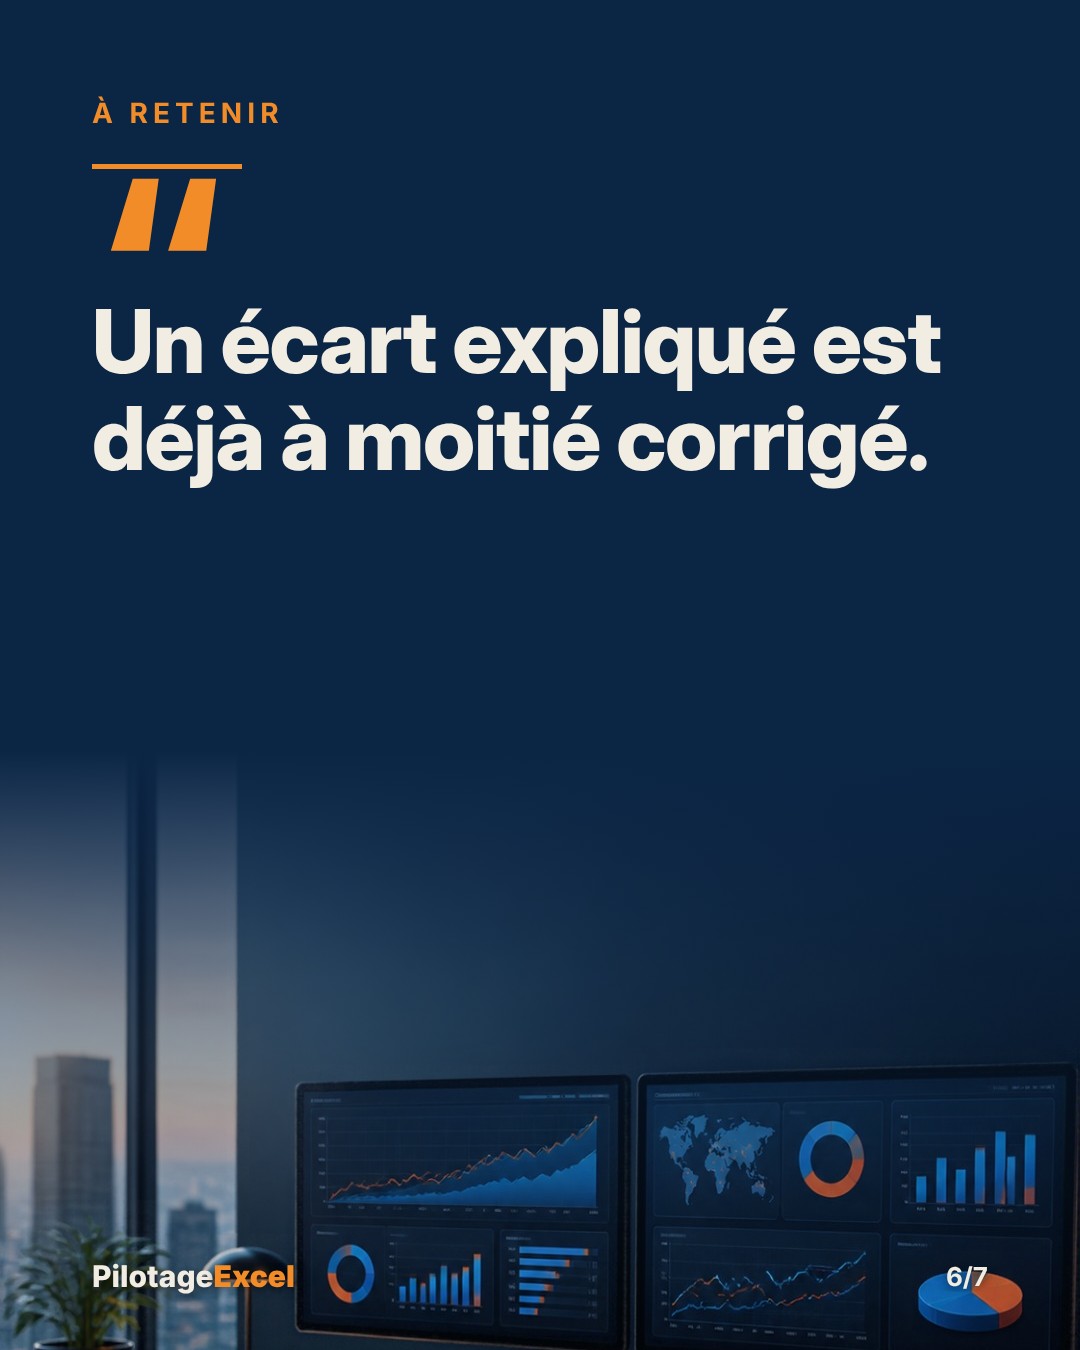 À RETENIR
"
Un écart expliqué est
déjà à moitié corrigé.
PilotageExcel
6/7